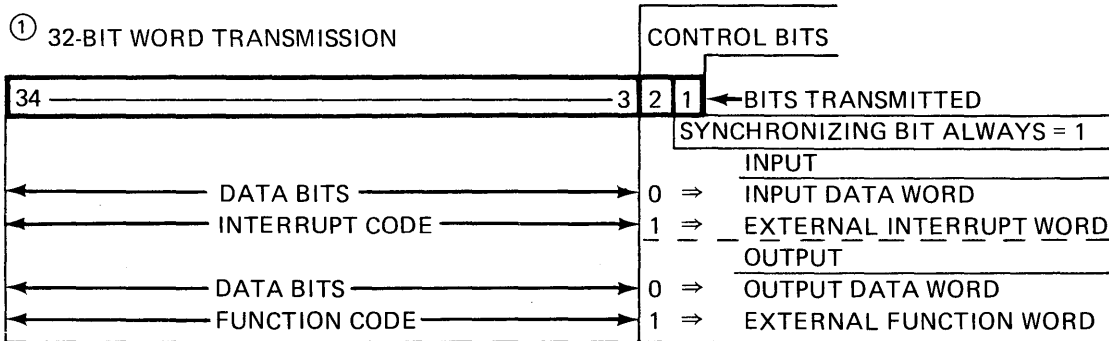 ① 32-BIT WORD TRANSMISSION
CONTROL BITS
34 3 2 1 BITS TRANSMITTED
SYNCHRONIZING BIT ALWAYS = 1
INPUT
DATA BITS 0 ⇒ INPUT DATA WORD
INTERRUPT CODE 1 ⇒ EXTERNAL INTERRUPT WORD
OUTPUT
DATA BITS 0 ⇒ OUTPUT DATA WORD
FUNCTION CODE 1 ⇒ EXTERNAL FUNCTION WORD